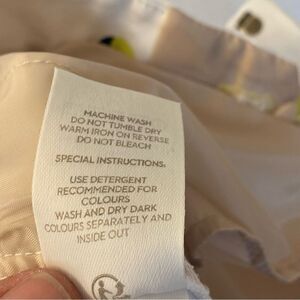 MACHINE WASH
DO NOT TUMBLE DRY
WARM IRON ON REVERSE
DO NOT BLEACH
SPECIAL INSTRUCTIONS.
USE DETERGENT
RECOMMENDED FOR
COLOURS
WASH AND DRY DARK
COLOURS SEPARATELY AND
INSIDE OUT